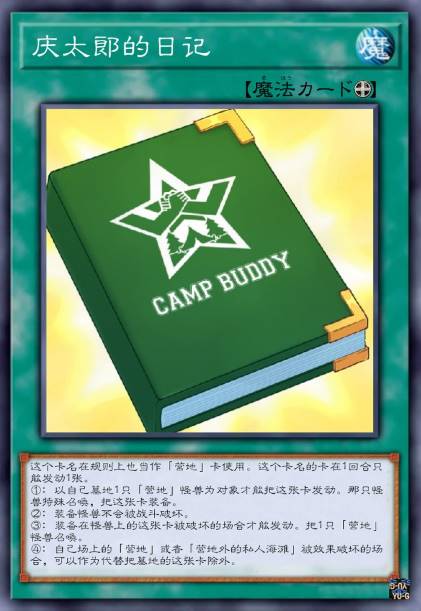 庆太郎的日记
魔
【魔法カード】
CAMP BUDDY
这个卡名在规则上也当作「营地」卡使用。这个卡名的卡在1回合只
能发动1张。
①：以自己墓地1只「营地」怪兽为对象才能把这张卡发动。那只怪
兽特殊召唤，把这张卡装备。
②：装备怪兽不会被战斗破坏。
③：装备在怪兽上的这张卡被破坏的场合才能发动。把1只「营地」
怪兽召唤。
④：自己场上的「营地」或者「营地外的私人海滩」被效果破坏的场
合，可以作为代替把墓地的这张卡除外。